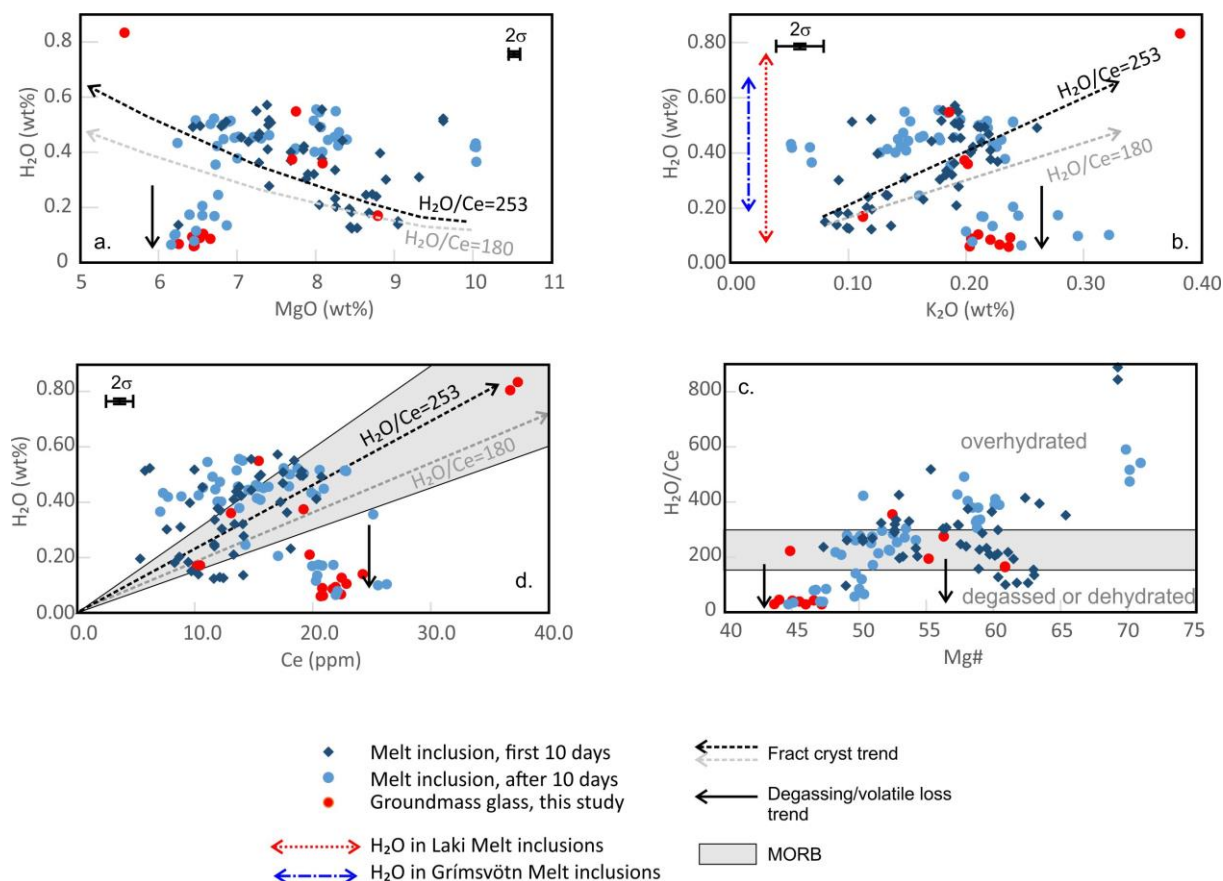 0.8
0.6
0.4
0.2
0
H₂O (wt%)
2σ
H₂O/Ce=253
H₂O/Ce=180
a.
5 6 7 8 9 10 11
MgO (wt%)
0.80
0.60
0.40
0.20
0.00
H₂O (wt%)
2σ
H₂O/Ce=253
H₂O/Ce=180
b.
0.00 0.10 0.20 0.30 0.40
K₂O (wt%)
0.80
0.60
0.40
0.20
0.00
H₂O (wt%)
2σ
H₂O/Ce=253
H₂O/Ce=180
d.
0.0 10.0 20.0 30.0 40.0
Ce (ppm)
800
600
400
200
0
H₂O/Ce
c.
overhydrated
degassed or dehydrated
40 45 50 55 60 65 70 75
Mg#
Melt inclusion, first 10 days
Melt inclusion, after 10 days
Groundmass glass, this study
H₂O in Laki Melt inclusions
H₂O in Grímsvötn Melt inclusions
Fract cryst trend
Degassing/volatile loss
trend
MORB